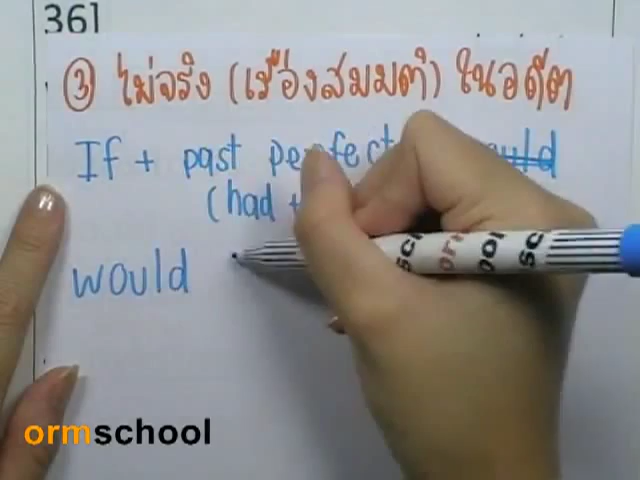 361
③ ไม่จริง (เรื่องสมมติ) ในอดีต
If + past perfect
(had +
would
ormschool